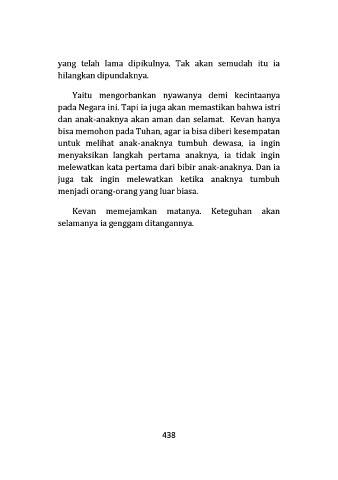 yang telah lama dipikulnya. Tak akan semudah itu ia
hilangkan dipundaknya.
Yaitu mengorbankan nyawanya demi kecintaanya
pada Negara ini. Tapi ia juga akan memastikan bahwa istri
dan anak-anaknya akan aman dan selamat. Kevan hanya
bisa memohon pada Tuhan, agar ia bisa diberi kesempatan
untuk melihat anak-anaknya tumbuh dewasa, ia ingin
menyaksikan langkah pertama anaknya, ia tidak ingin
melewatkan kata pertama dari bibir anak-anaknya. Dan ia
juga tak ingin melewatkan ketika anaknya tumbuh
menjadi orang-orang yang luar biasa.
Kevan memejamkan matanya. Keteguhan akan
selamanya ia genggam ditangannya.
438